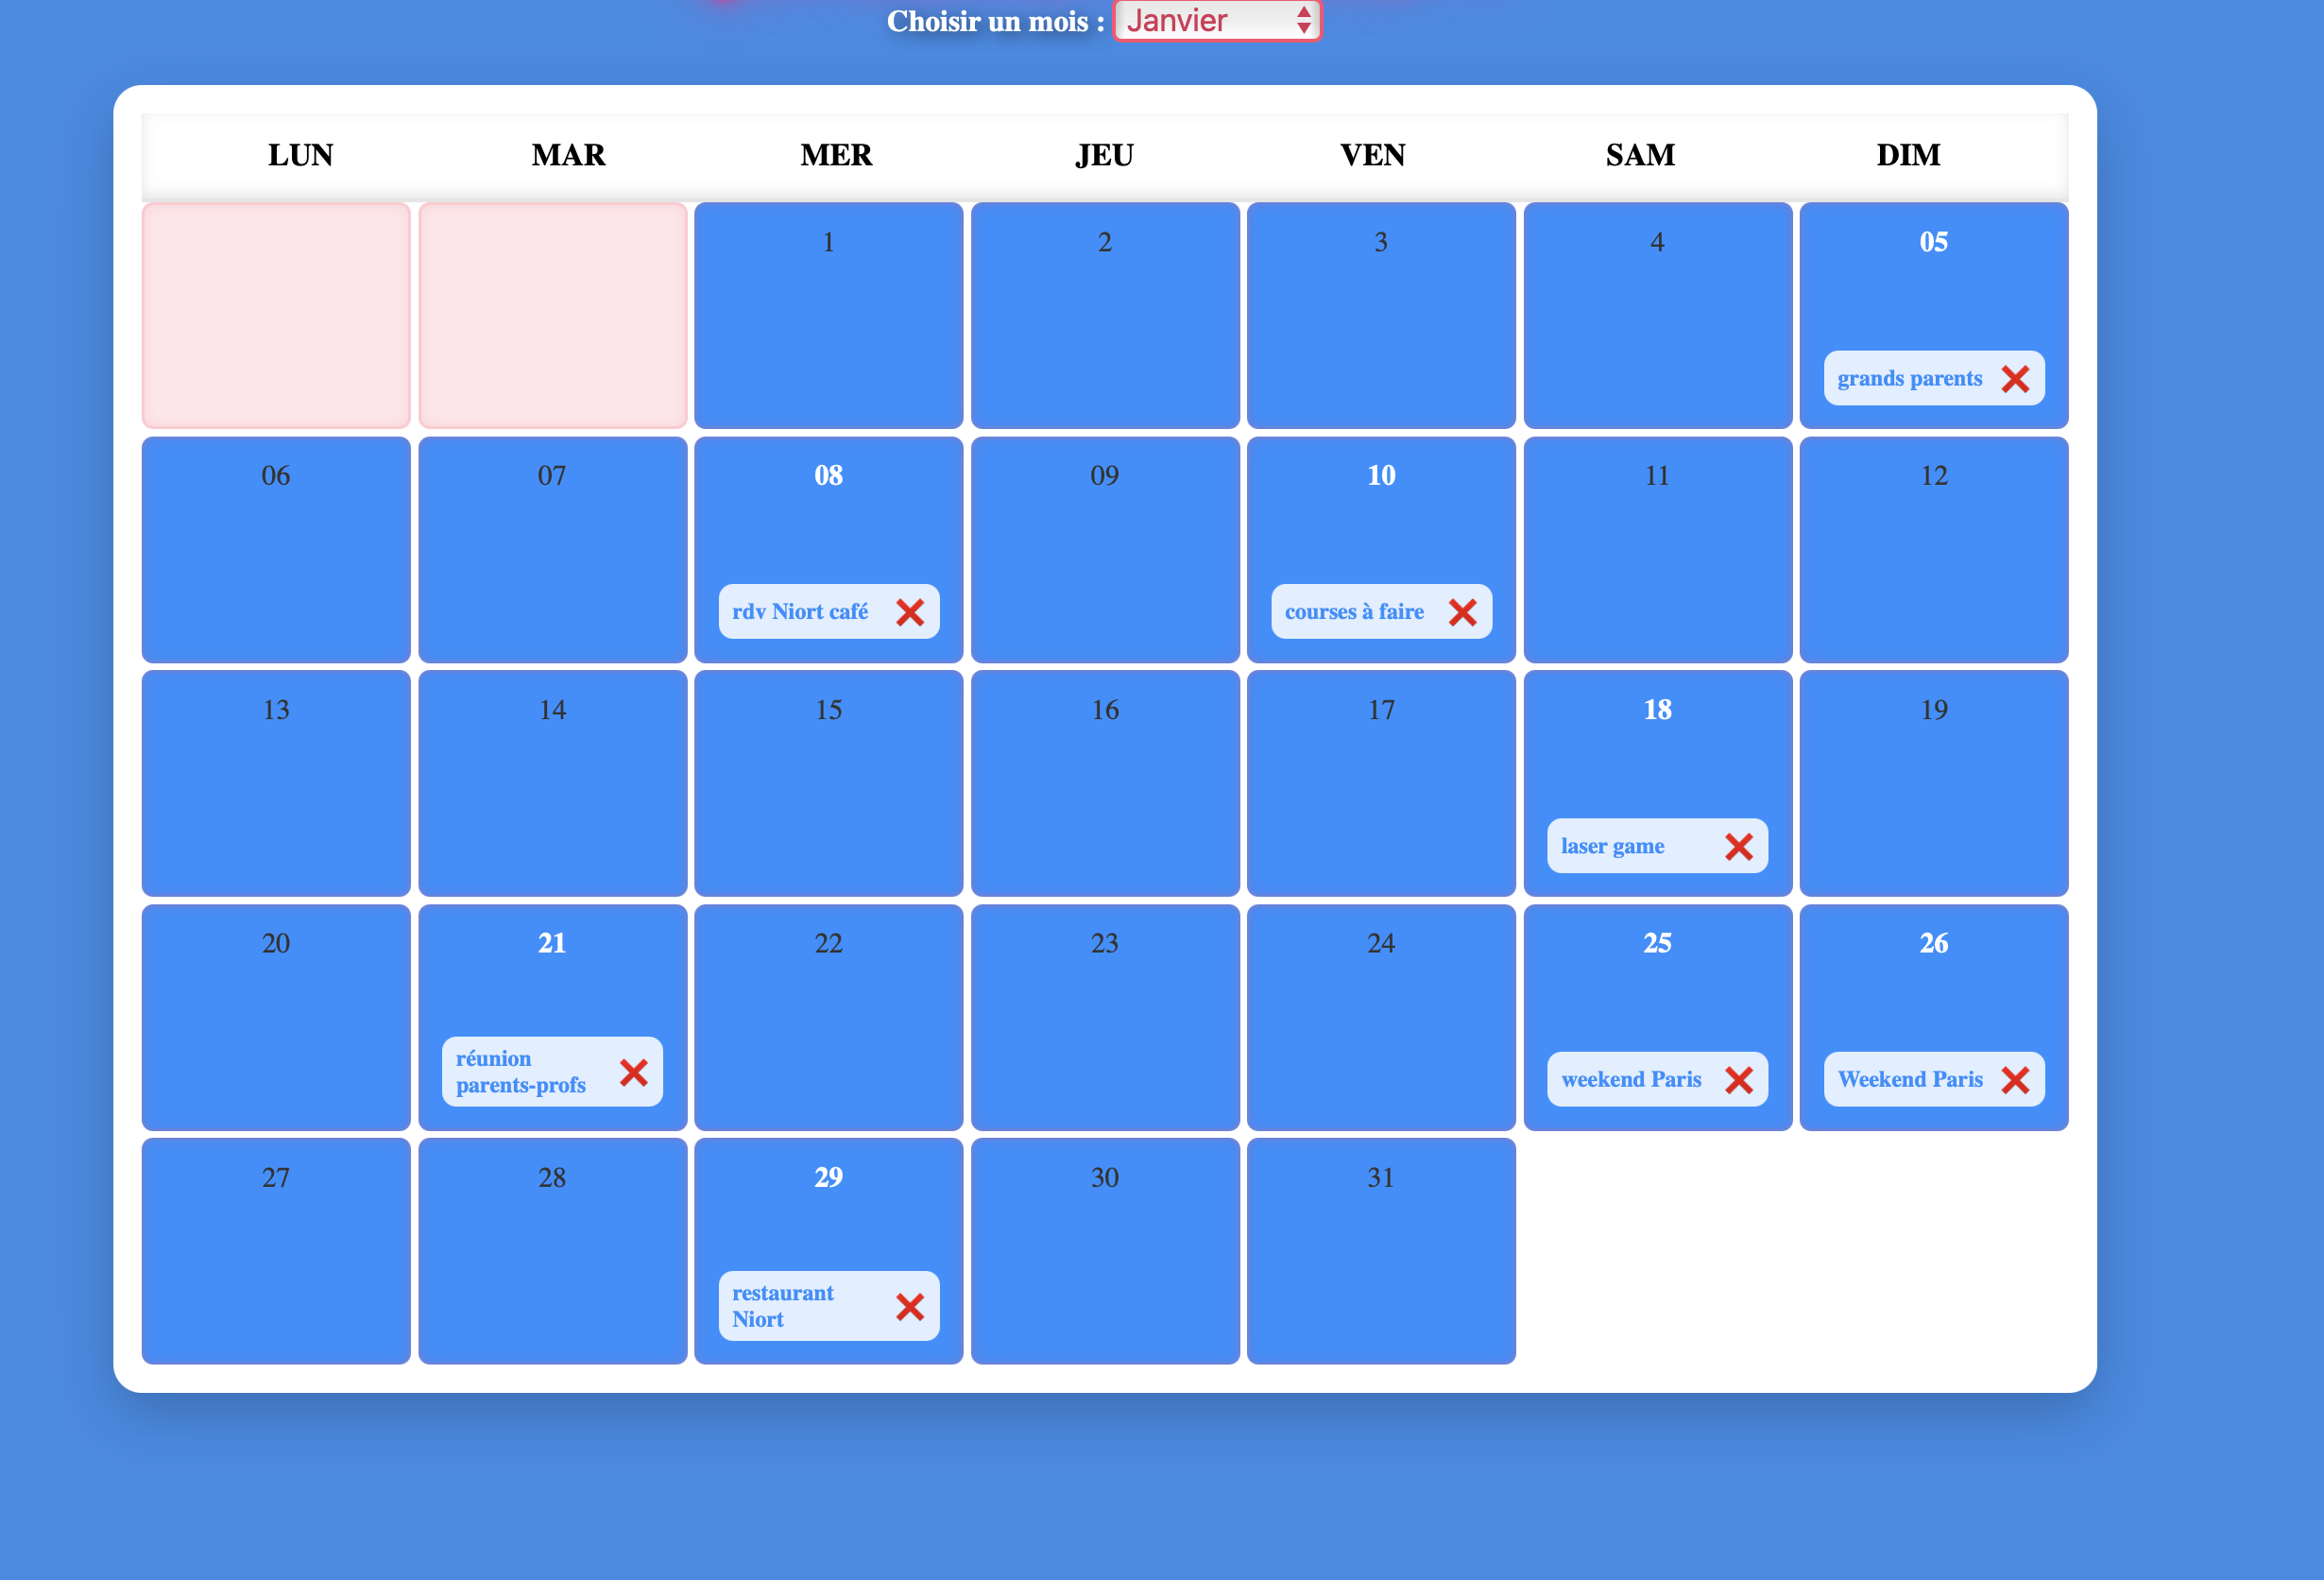 Choisir un mois : Janvier
LUN MAR MER JEU VEN SAM DIM
1 2 3 4 05
grands parents
06 07 08 09 10 11 12
rdv Niort café courses à faire
13 14 15 16 17 18 19
laser game
20 21 22 23 24 25 26
réunion
parents-profs weekend Paris Weekend Paris
27 28 29 30 31
restaurant
Niort